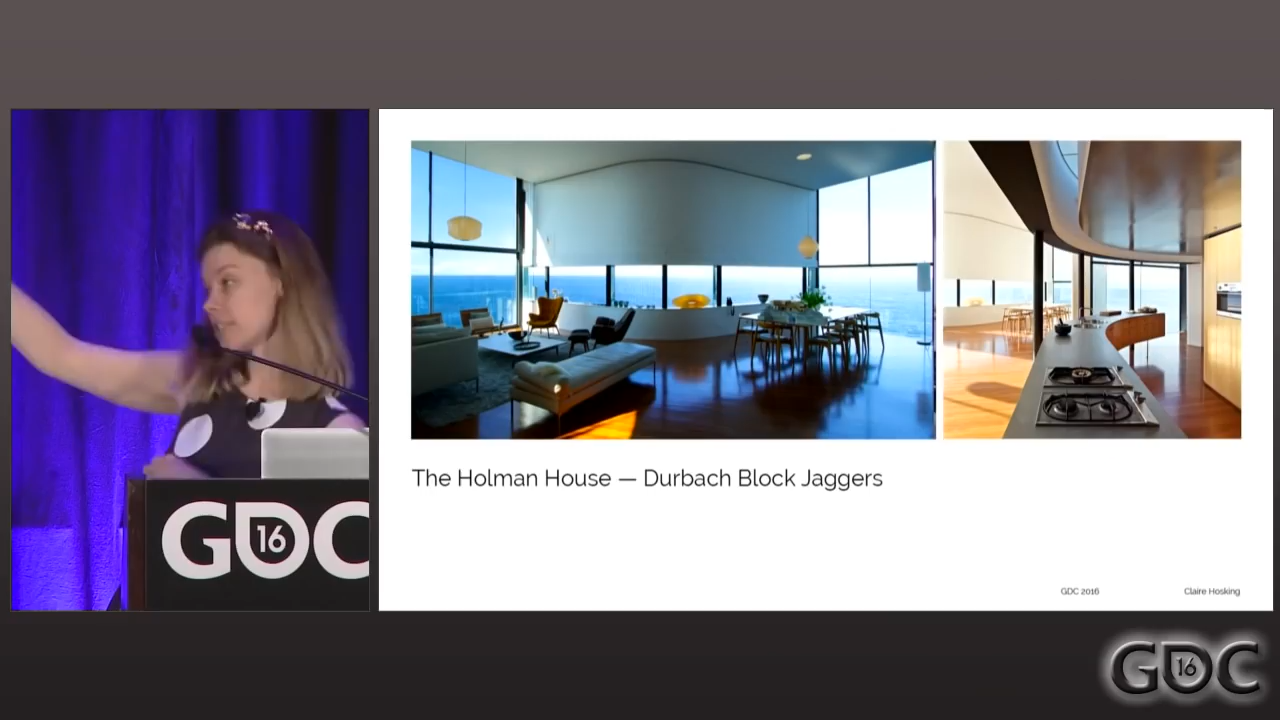 GDC
16
The Holman House — Durbach Block Jaggers
GDC 2016
Claire Hosking
GDC
16